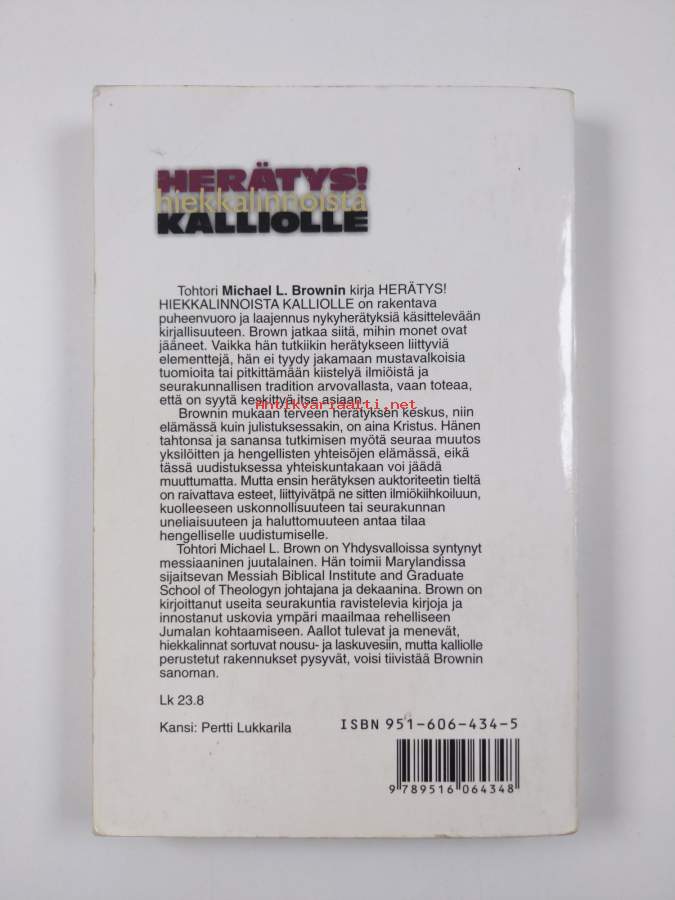 HERÄTYS!
hiekkalinnoista
KALLIOLLE
Tohtori Michael L. Brownin kirja HERÄTYS!
HIEKKALINNOISTA KALLIOLLE on rakentava
puheenvuoro ja laajennus nykyherätyksiä käsittelevään
kirjallisuuteen. Brown jatkaa siitä, mihin monet ovat
jääneet. Vaikka hän tutkiikin herätykseen liittyviä
elementtejä, hän ei tyydy jakamaan mustavalkoisia
tuomioita tai pitkittämään kiistelyä ilmiöistä ja
seurakunnallisen tradition arvovallasta, vaan toteaa,
että on syytä keskittyä itse asiaan.
Antikvariaatti.net
Brownin mukaan terveen herätyksen keskus, niin
elämässä kuin julistuksessakin, on aina Kristus. Hänen
tahtonsa ja sanansa tutkimisen myötä seuraa muutos
yksilöitten ja hengellisten yhteisöjen elämässä, eikä
tässä uudistuksessa yhteiskuntakaan voi jäädä
muuttumatta. Mutta ensin herätyksen auktoriteetin tieltä
on raivattava esteet, liittyivätpä ne sitten ilmiökiihkoiluun,
kuolleeseen uskonnollisuuteen tai seurakunnan
uneliaisuuteen ja haluttomuuteen antaa tilaa
hengelliselle uudistumiselle.
Tohtori Michael L. Brown on Yhdysvalloissa syntynyt
messiaaninen juutalainen. Hän toimii Marylandissa
sijaitsevan Messiah Biblical Institute and Graduate
School of Theologyn johtajana ja dekaanina. Brown on
kirjoittanut useita seurakuntia ravistelevia kirjoja ja
innostanut uskovia ympäri maailmaa rehelliseen
Jumalan kohtaamiseen. Aallot tulevat ja menevät,
hiekkalinnat sortuvat nousu- ja laskuvesiin, mutta kalliolle
perustetut rakennukset pysyvät, voisi tiivistää Brownin
sanoman.
Lk 23.8
Kansi: Pertti Lukkarila
ISBN 951-606-434-5
9 789516 064348